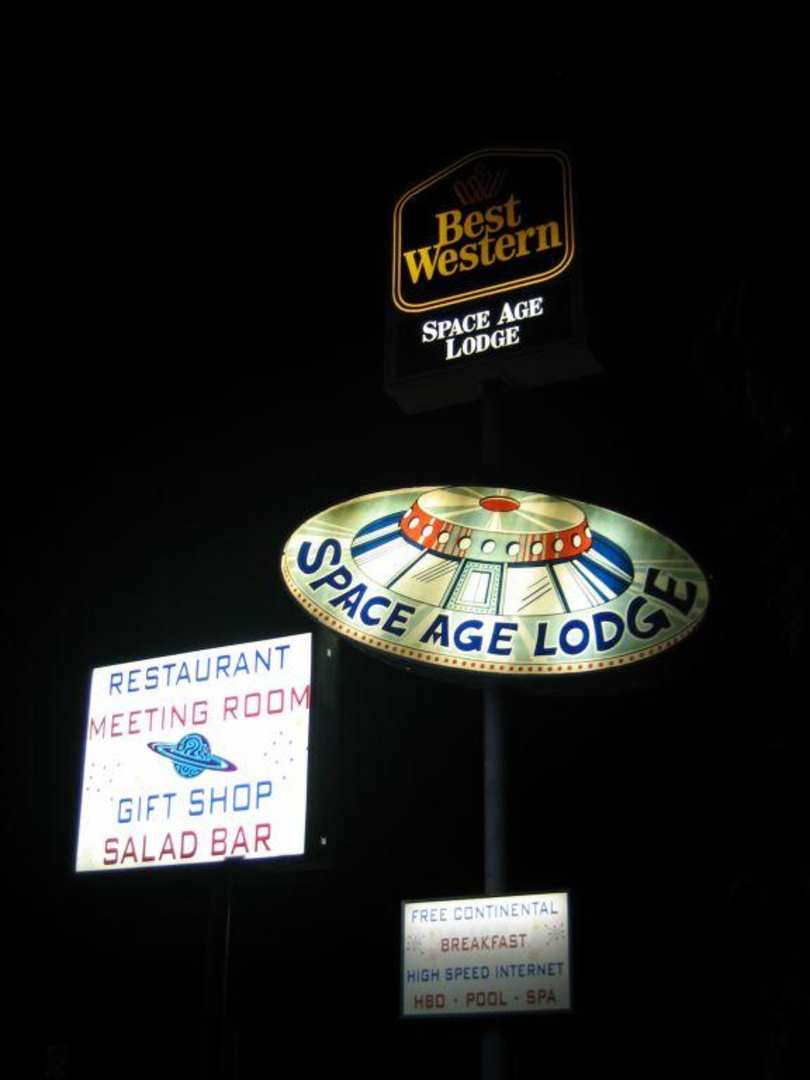 Best
Western
SPACE AGE
LODGE
SPACE AGE LODGE
RESTAURANT
MEETING ROOM
GIFT SHOP
SALAD BAR
FREE CONTINENTAL
BREAKFAST
HIGH SPEED INTERNET
HBO - POOL - SPA